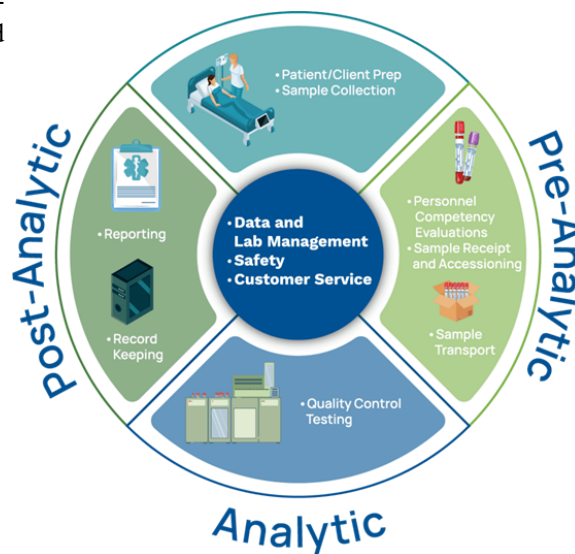 • Patient/Client Prep
• Sample Collection
Pre-Analytic
• Personnel
Competency
Evaluations
• Sample Receipt
and Accessioning
• Sample
Transport
• Data and
Lab Management
• Safety
• Customer Service
• Quality Control
Testing
Analytic
Post-Analytic
• Reporting
• Record
Keeping